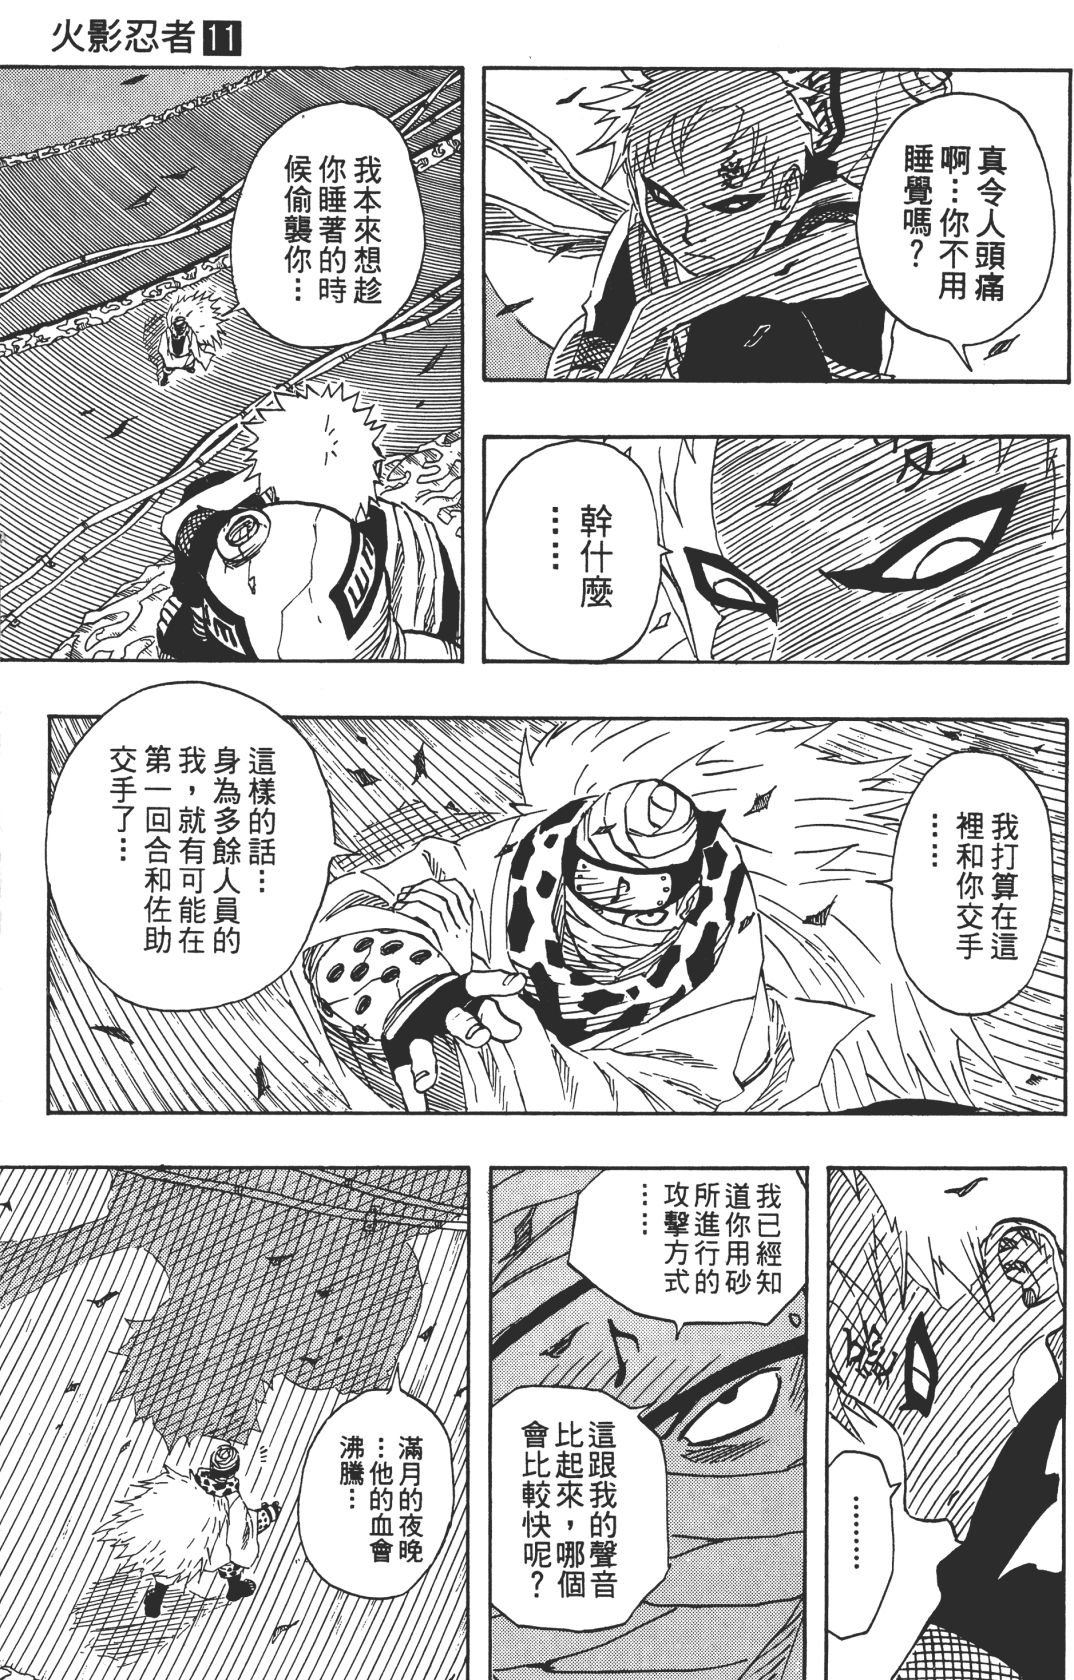 火影忍者 11
真令人頭痛
啊…你不用
睡覺嗎？
我本來想趁
你睡著的時
候偷襲你…
幹什麼
……
我打算在這
裡和你交手
……
這樣的話…
身為多餘人員的
我，就有可能在
第一回合和佐助
交手了…
………
我已經知
道你用砂
所進行的
攻擊方式
……
這跟我的聲音
比起來，哪個
會比較快呢？
滿月的夜晚
…他的血會
沸騰…